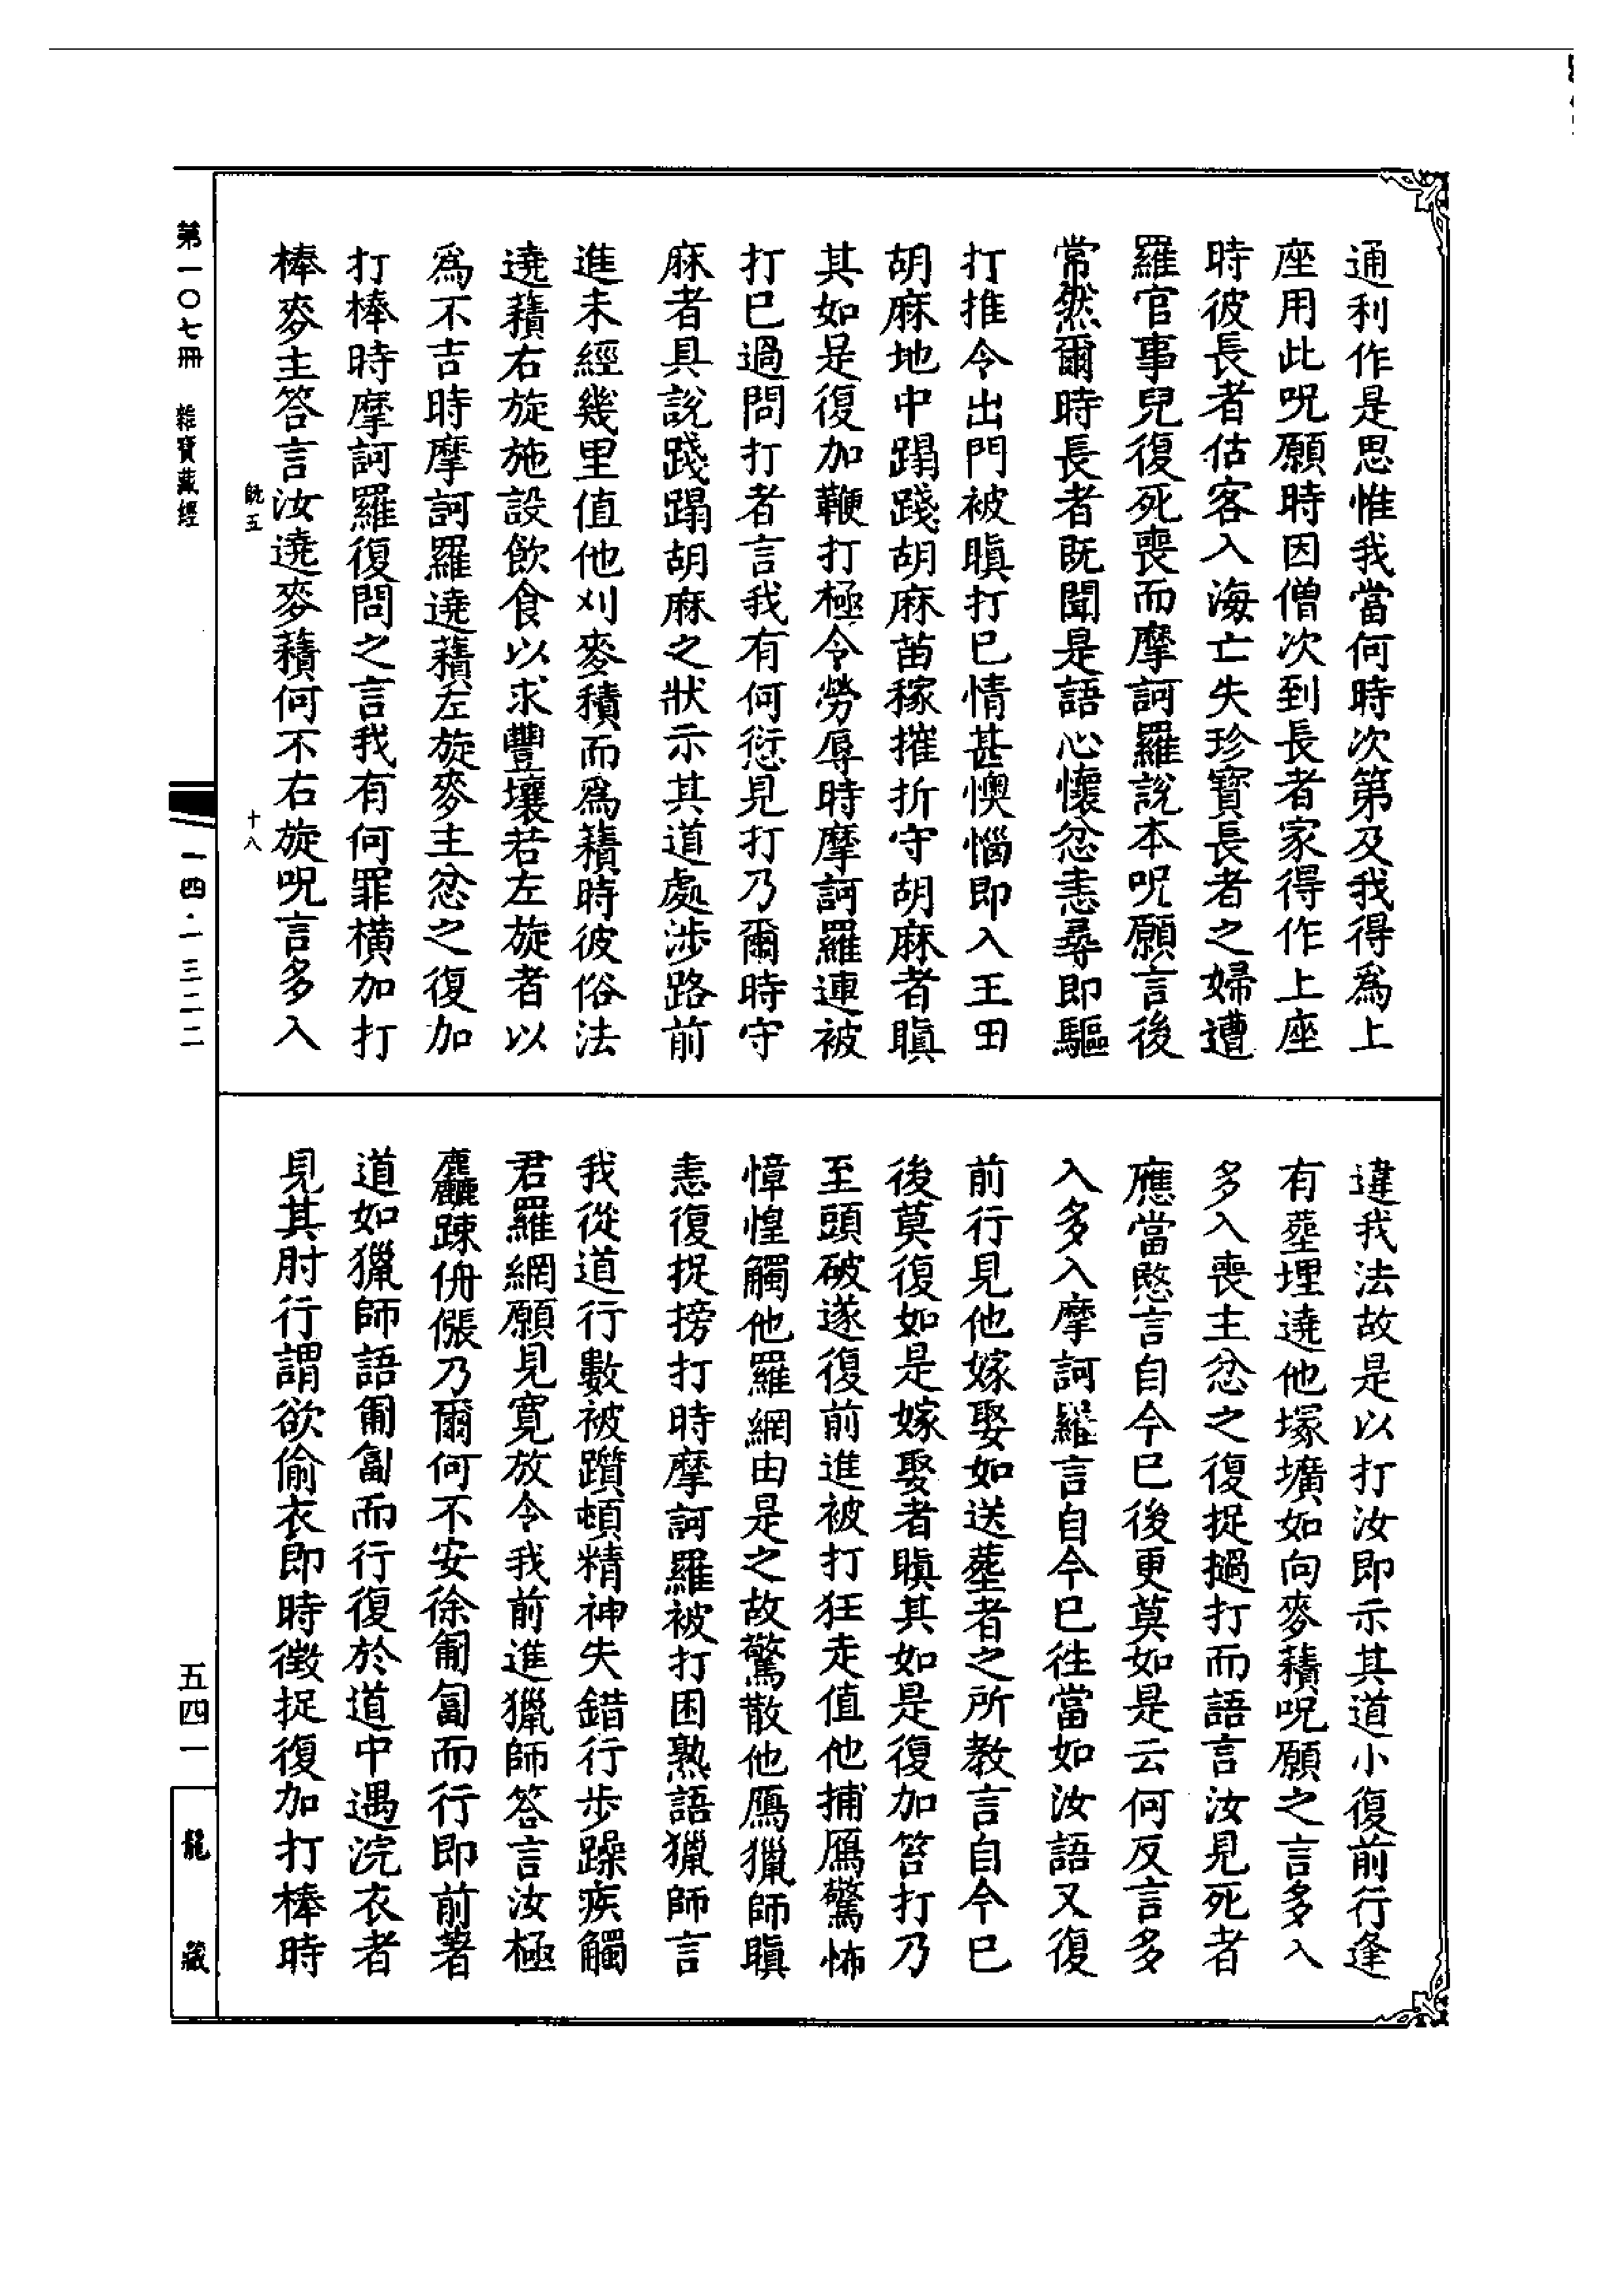 通利作是思惟我當何時次第及我得為上
座用此呪願時因僧次到長者家得作上座
時彼長者估客入海亡失珍寶長者之婦遭
羅官事兒復死喪而摩訶羅說本呪願言後
常然爾時長者既聞是語心懷忿恚尋即驅
打推令出門被瞋打已情甚懊惱即入王田
胡麻地中蹋踐胡麻苗稼摧折守胡麻者瞋
其如是復加鞭打極令勞辱時摩訶羅連被
打已過問打者言我有何愆見打乃爾時守
麻者具說踐蹋胡麻之狀示其道處涉路前
進未經幾里值他刈麥積而為䕸時彼俗法
遶䕸右旋施設飲食以求豐壤若左旋者以
為不吉時摩訶羅遶䕸左旋麥主忿之復加
打棒時摩訶羅復問之言我有何罪橫加打
棒麥主答言汝遶麥䕸何不右旋呪言多入
違我法故是以打汝即示其道小復前行逢
有塟埋遶他塚壙如向麥䕸呪願之言多入
多入喪主忿之復捉撾打而語言汝見死者
應當愍言自今已後更莫如是云何反言多
入多入摩訶羅言自今已往當如汝語又復
前行見他嫁娶如送塟者之所教言自今已
後莫復如是嫁娶者瞋其如是復加笞打乃
至頭破遂復前進被打狂走值他捕鴈驚怖
慞惶觸他羅網由是之故驚散他鴈獵師瞋
恚復捉搒打時摩訶羅被打困熟語獵師言
我從道行數被躓頓精神失錯行步躁疾觸
君羅網願見寬放令我前進獵師答言汝極
麤踈侜張乃爾何不安徐匍匐而行即前著
道如獵師語匍匐而行復於道中遇浣衣者
見其肘行謂欲偷衣即時徵捉復加打棒時
第一〇七冊 雜寶藏經
既五 十八
一四·一三二二
五四一
龍藏